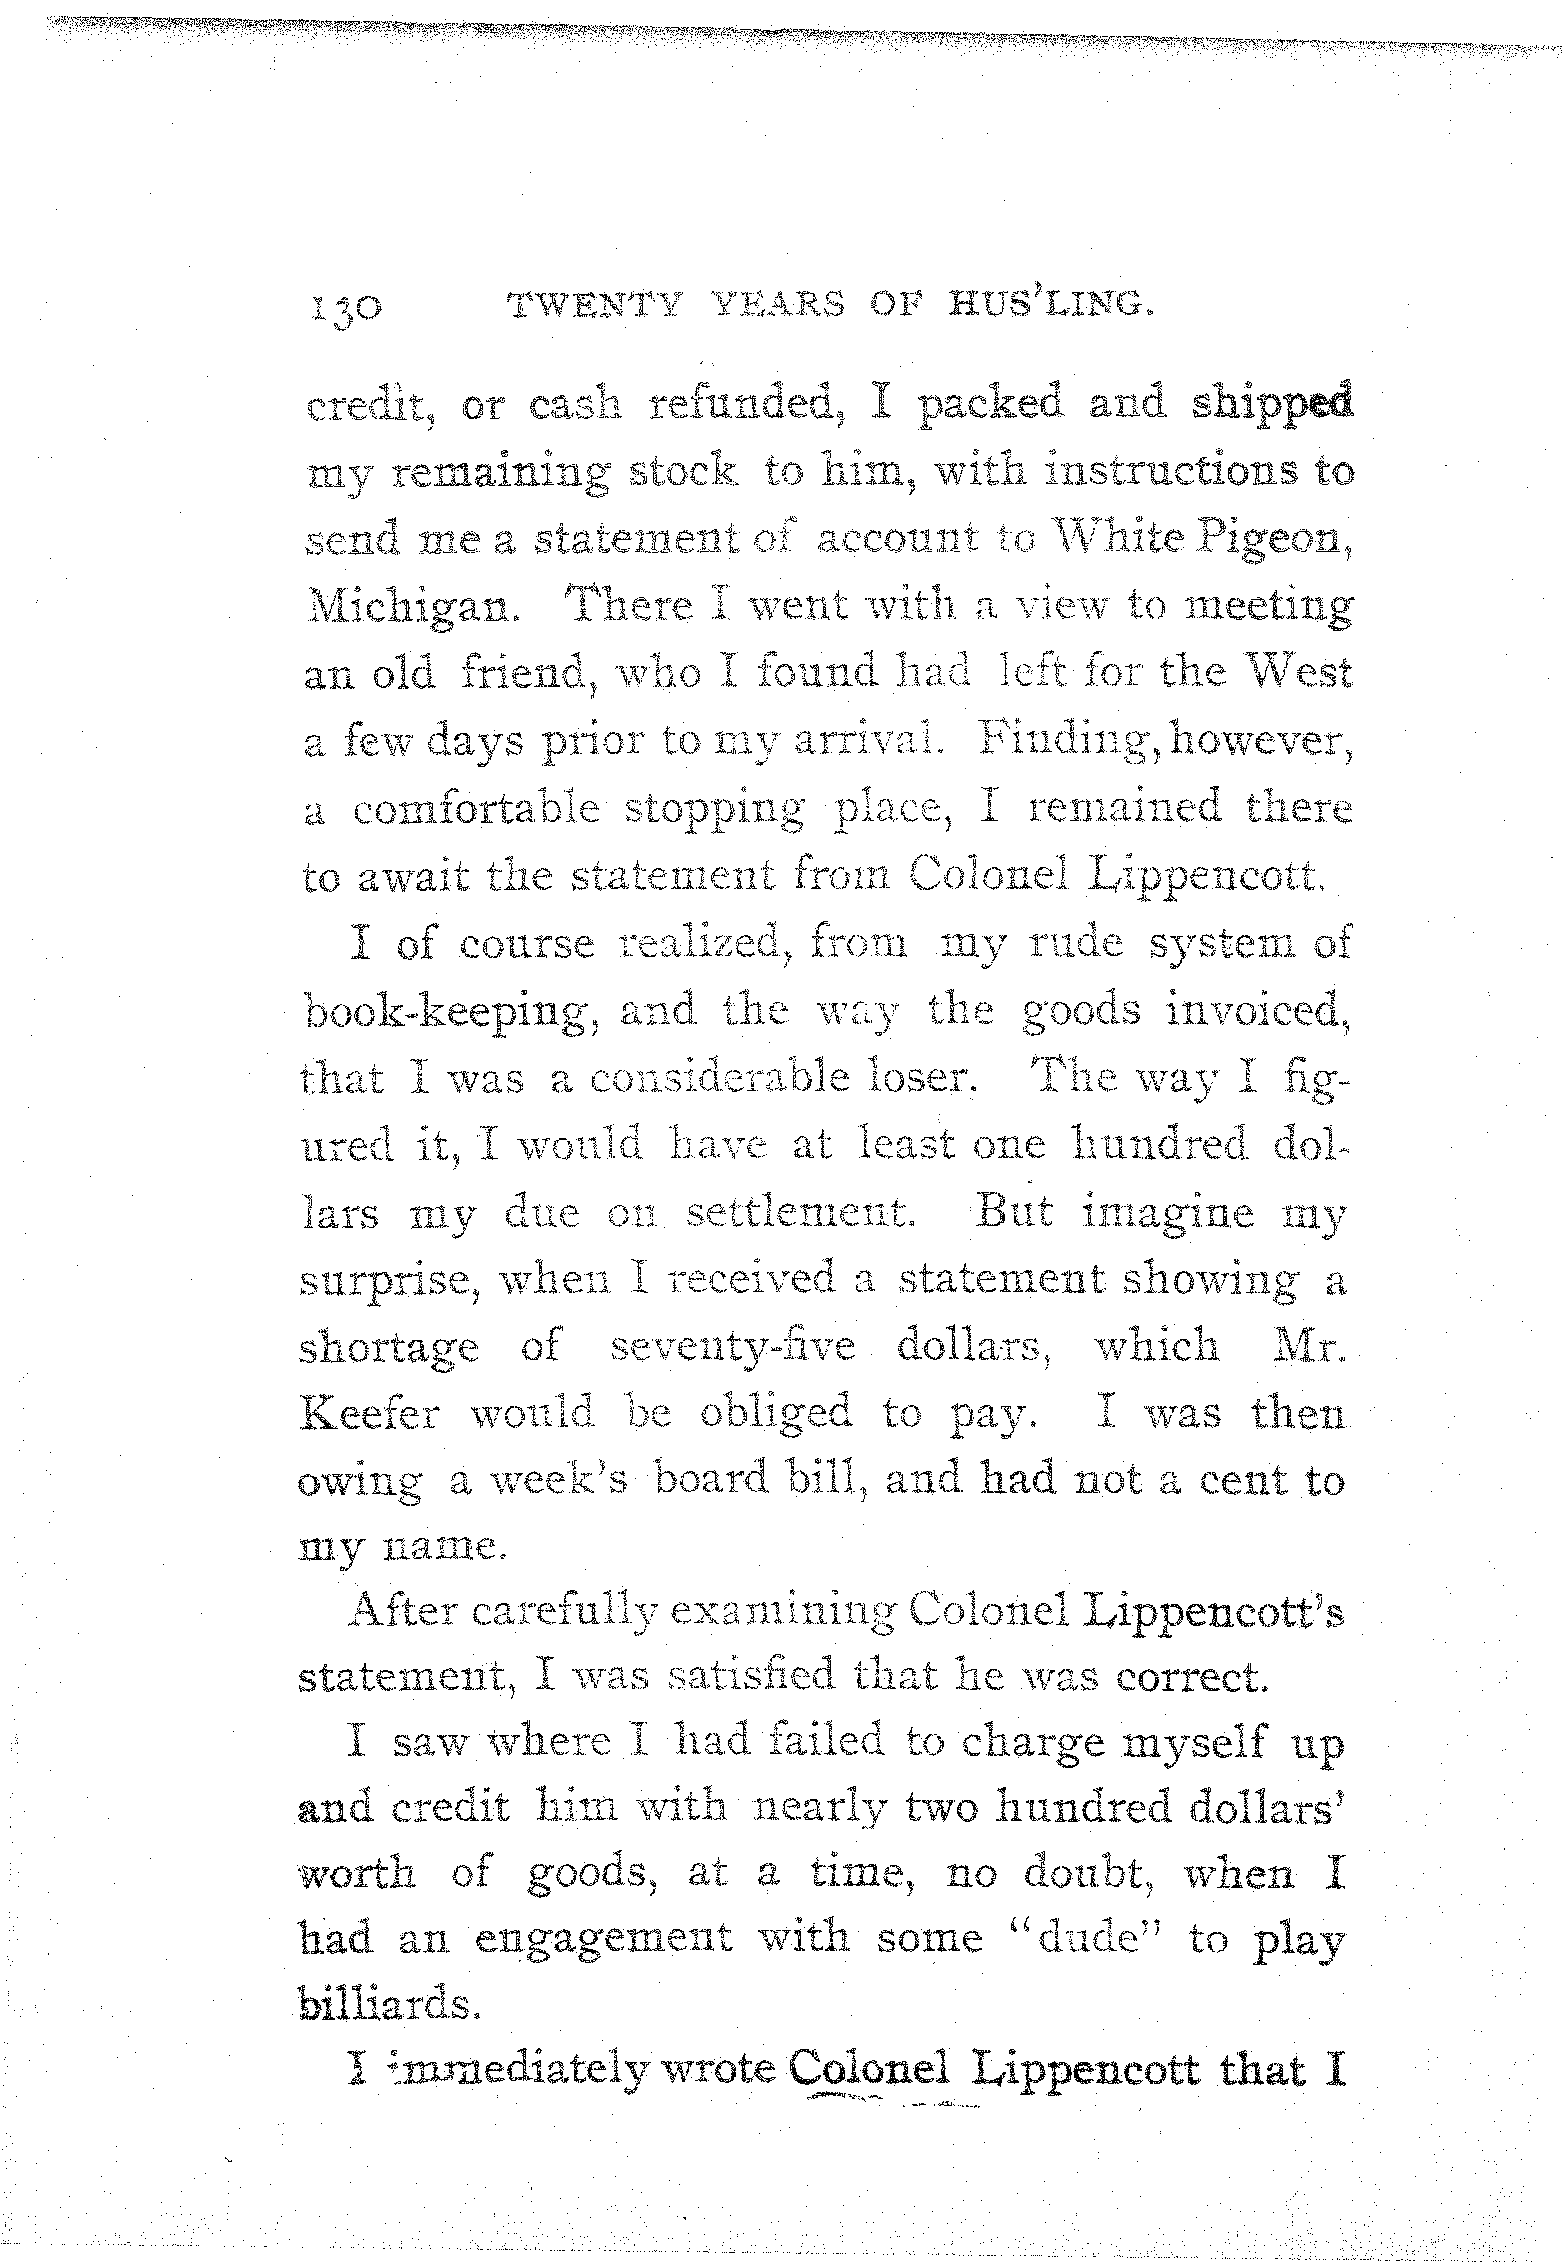 130 TWENTY YEARS OF HUS'LING.
credit, or cash refunded, I packed and shipped
my remaining stock to him, with instructions to
send me a statement of account to White Pigeon,
Michigan. There I went with a view to meeting
an old friend, who I found had left for the West
a few days prior to my arrival. Finding, however,
a comfortable stopping place, I remained there
to await the statement from Colonel Lippencott.
I of course realized, from my rude system of
book-keeping, and the way the goods invoiced,
that I was a considerable loser. The way I fig-
ured it, I would have at least one hundred dol-
lars my due on settlement. But imagine my
surprise, when I received a statement showing a
shortage of seventy-five dollars, which Mr.
Keefer would be obliged to pay. I was then
owing a week's board bill, and had not a cent to
my name.
After carefully examining Colonel Lippencott's
statement, I was satisfied that he was correct.
I saw where I had failed to charge myself up
and credit him with nearly two hundred dollars'
worth of goods, at a time, no doubt, when I
had an engagement with some "dude" to play
billiards.
I immediately wrote Colonel Lippencott that I